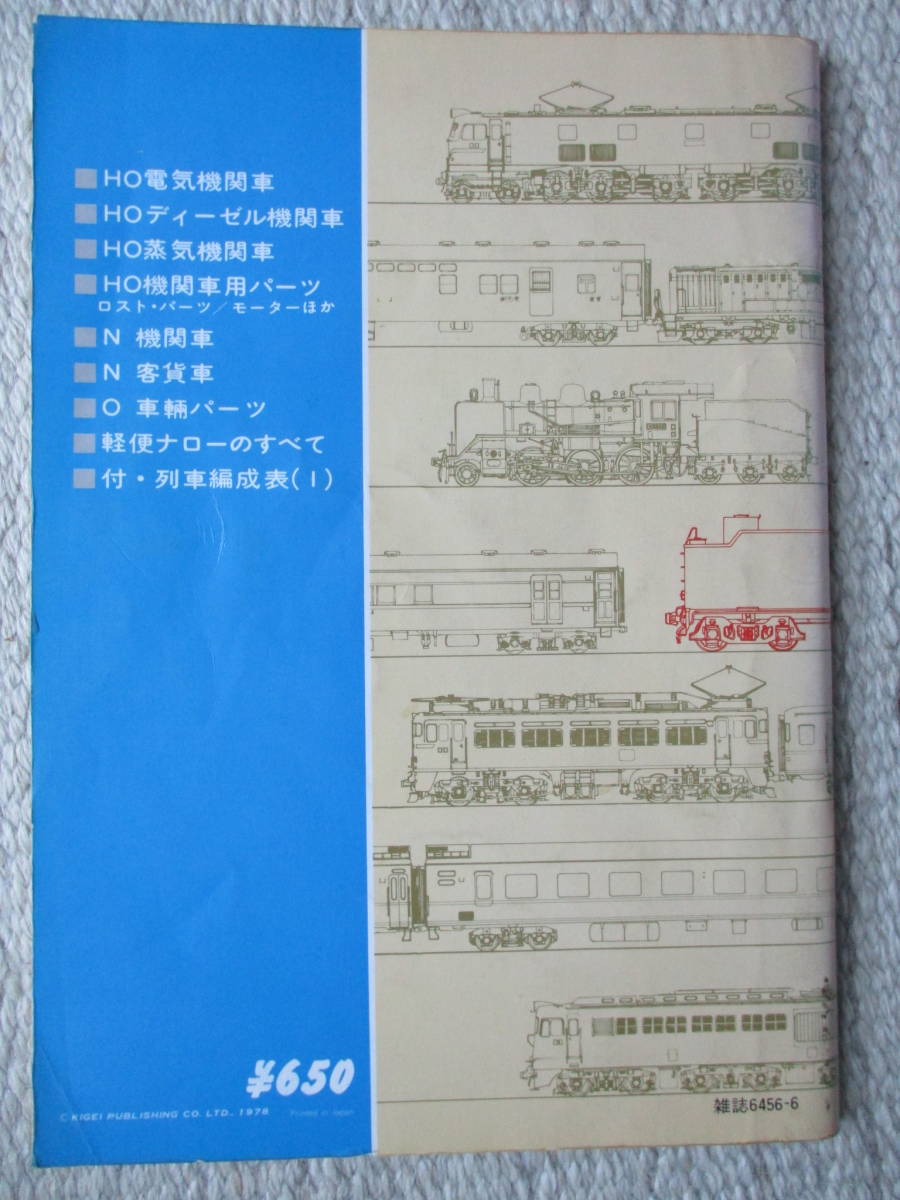 ■HO電気機関車
■HOディーゼル機関車
■HO蒸気機関車
■HO機関車用パーツ
ロスト・パーツ/モーターほか
■N 機関車
■N 客貨車
■O 車輌パーツ
■軽便ナローのすべて
■付・列車編成表(1)
¥650
© KIGEI PUBLISHING CO. LTD., 1978 Printed in Japan
雑誌6456-6